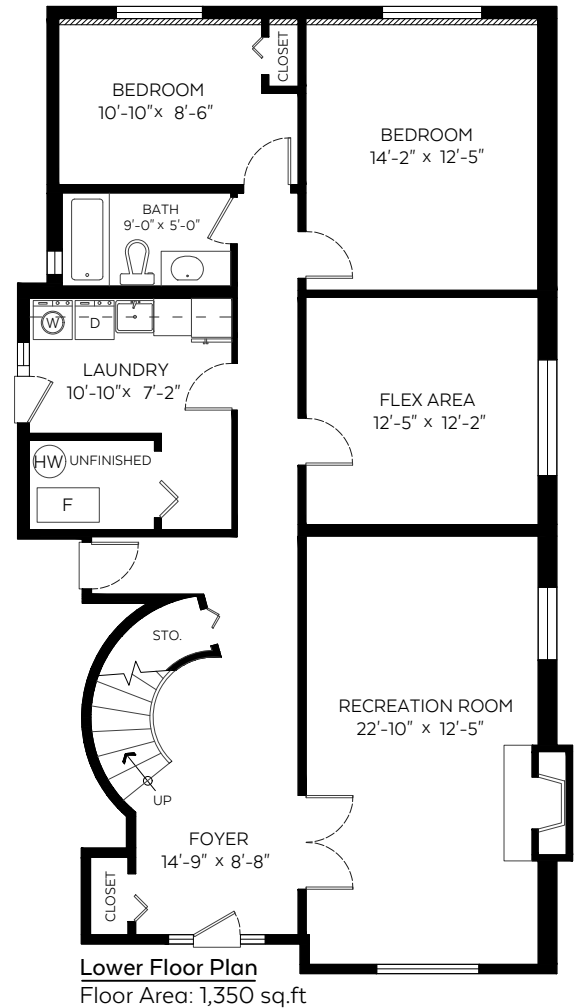 CLOSET
BEDROOM
10'-10"x 8'-6"
BEDROOM
14'-2" x 12'-5"
BATH
9'-0" x 5'-0"
W
D
LAUNDRY
10'-10"x 7'-2"
FLEX AREA
12'-5" x 12'-2"
HW UNFINISHED
F
STO.
RECREATION ROOM
22'-10" x 12'-5"
UP
FOYER
14'-9" x 8'-8"
CLOSET
Lower Floor Plan
Floor Area: 1,350 sq.ft